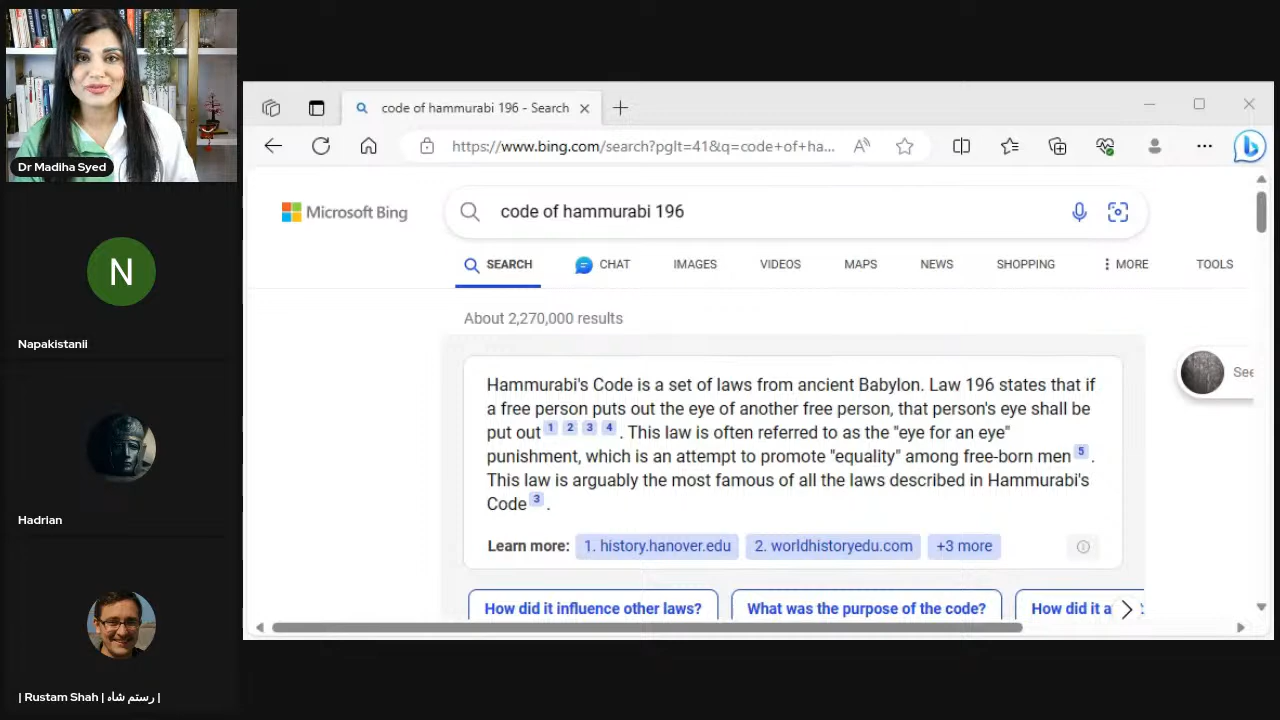 Dr Madiha Syed
N
Napakistanii
Hadrian
| Rustam Shah | رستم شاہ |
code of hammurabi 196 - Search
https://www.bing.com/search?pglt=41&q=code+of+ha...
Microsoft Bing
code of hammurabi 196
SEARCH CHAT IMAGES VIDEOS MAPS NEWS SHOPPING MORE TOOLS
About 2,270,000 results
Hammurabi's Code is a set of laws from ancient Babylon. Law 196 states that if
a free person puts out the eye of another free person, that person's eye shall be
put out 1 2 3 4 . This law is often referred to as the "eye for an eye"
punishment, which is an attempt to promote "equality" among free-born men 5 .
This law is arguably the most famous of all the laws described in Hammurabi's
Code 3 .
Learn more: 1. history.hanover.edu 2. worldhistoryedu.com +3 more
See
How did it influence other laws? What was the purpose of the code? How did it a